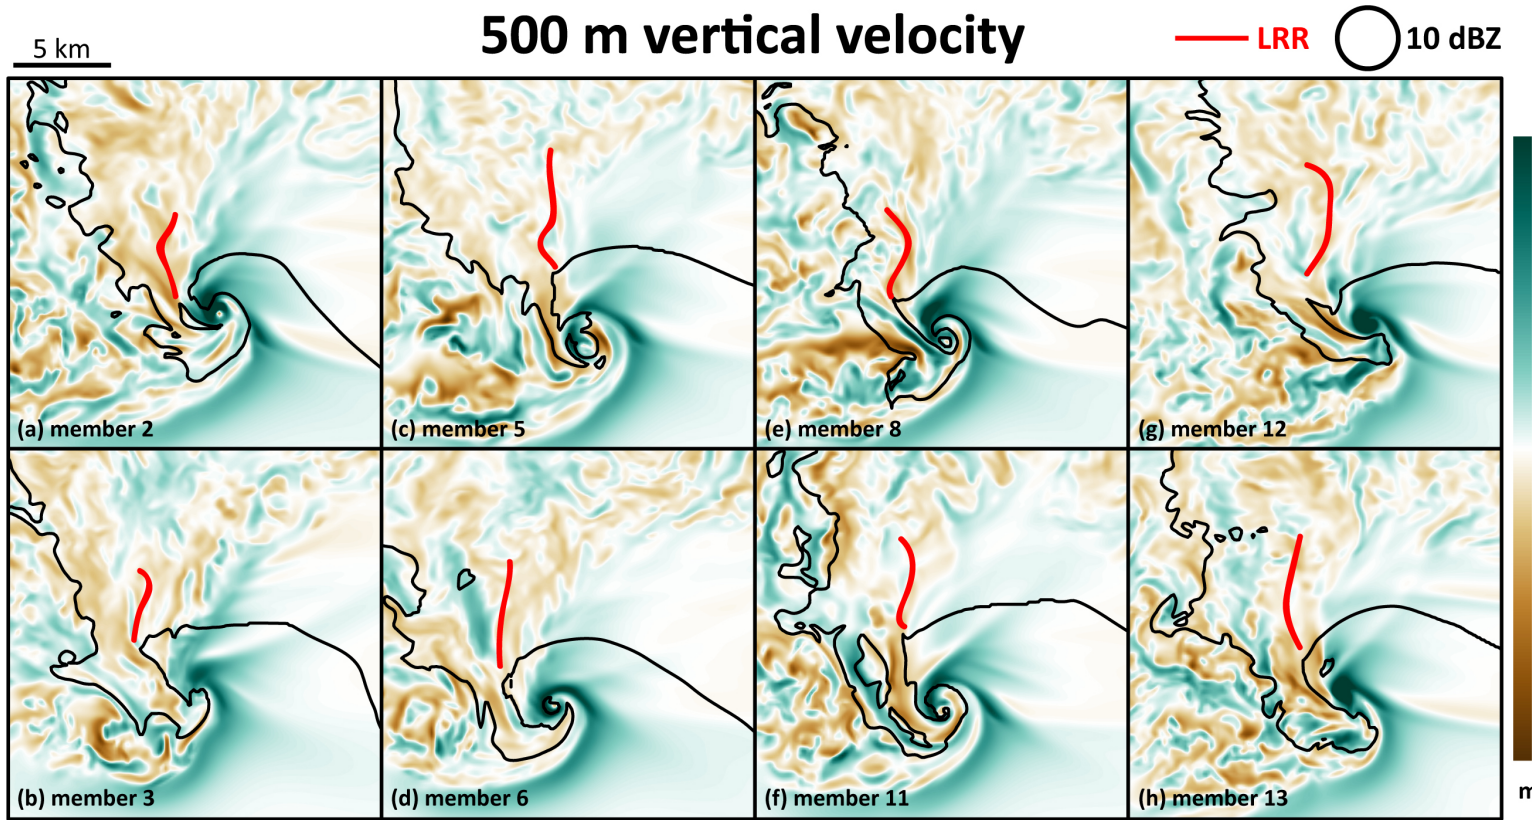 500 m vertical velocity
5 km
LRR
10 dBZ
(a) member 2
(c) member 5
(e) member 8
(g) member 12
(b) member 3
(d) member 6
(f) member 11
(h) member 13